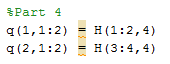 %Part 4
q(1,1:2) = H(1:2,4)
q(2,1:2) = H(3:4,4)